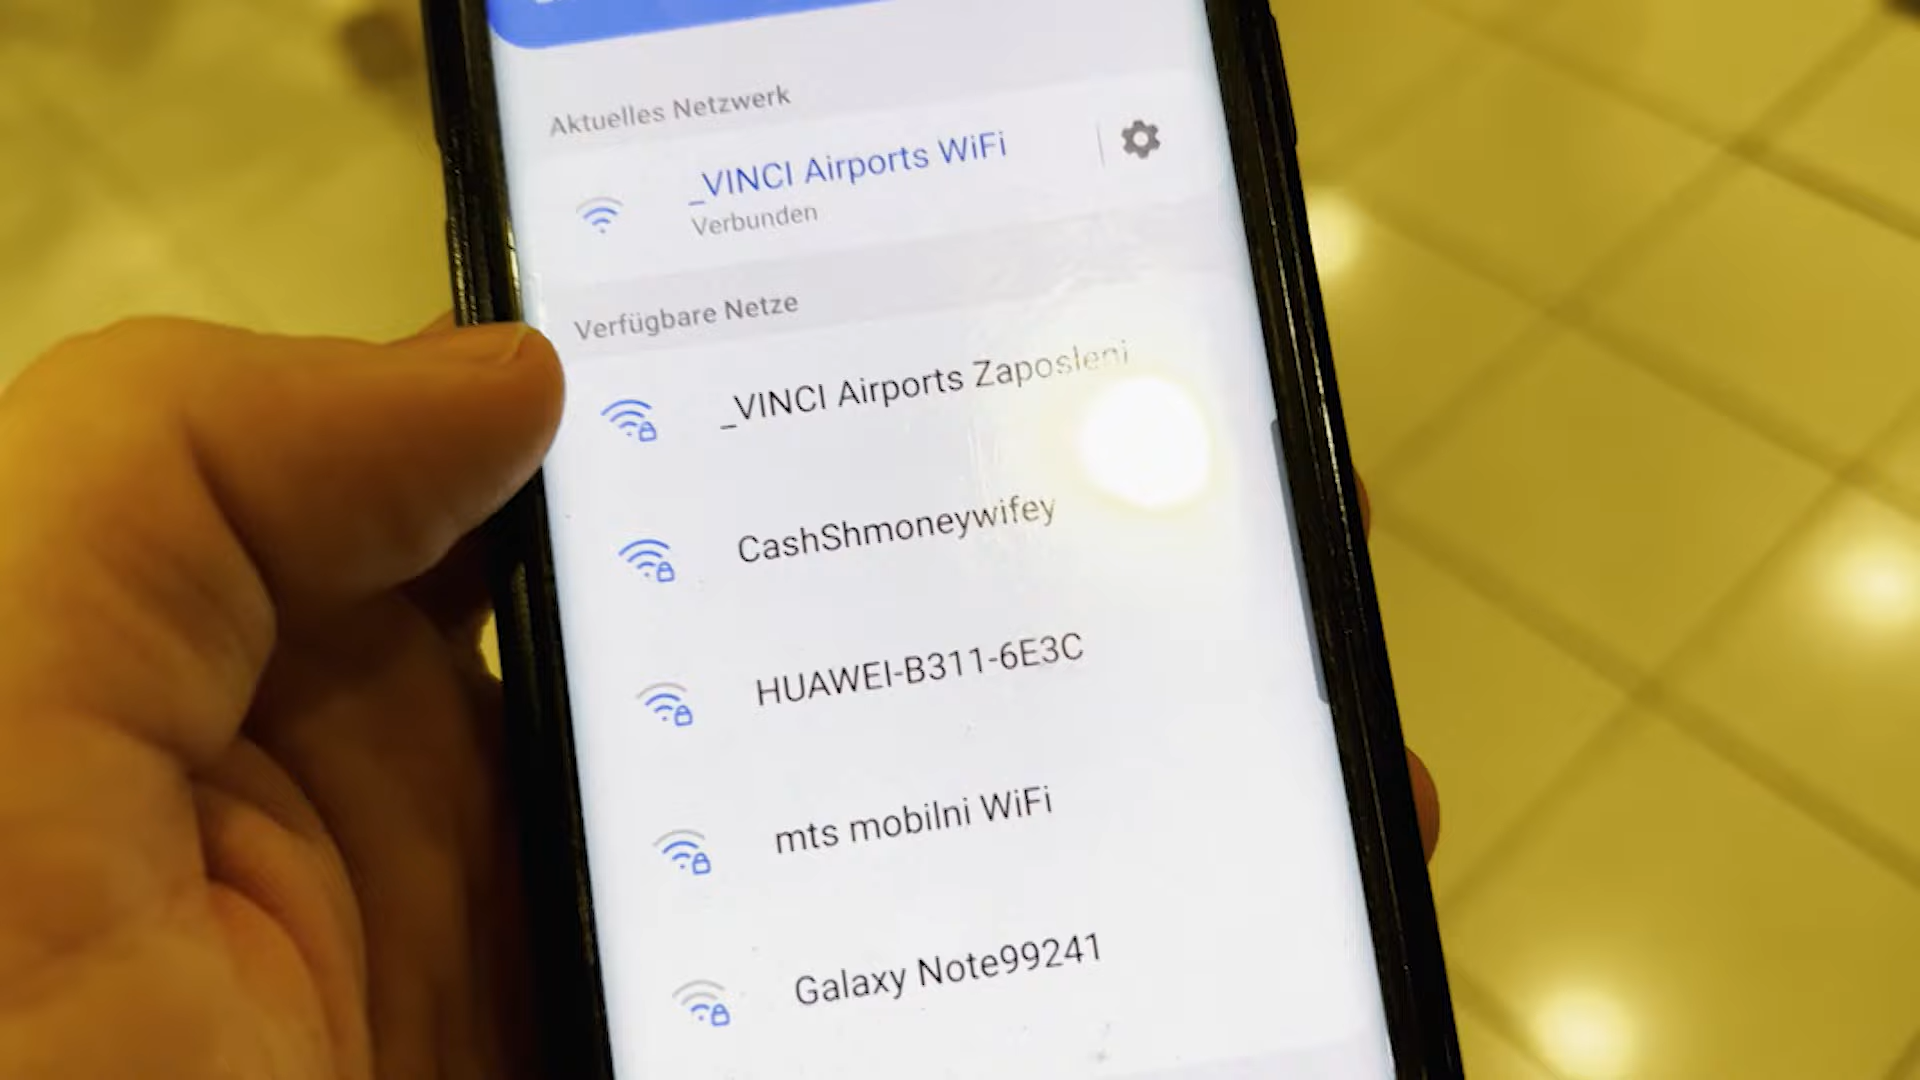 Aktuelles Netzwerk
_VINCI Airports WiFi
Verbunden
Verfügbare Netze
_VINCI Airports Zaposleni
CashShmoneywifey
HUAWEI-B311-6E3C
mts mobilni WiFi
Galaxy Note99241